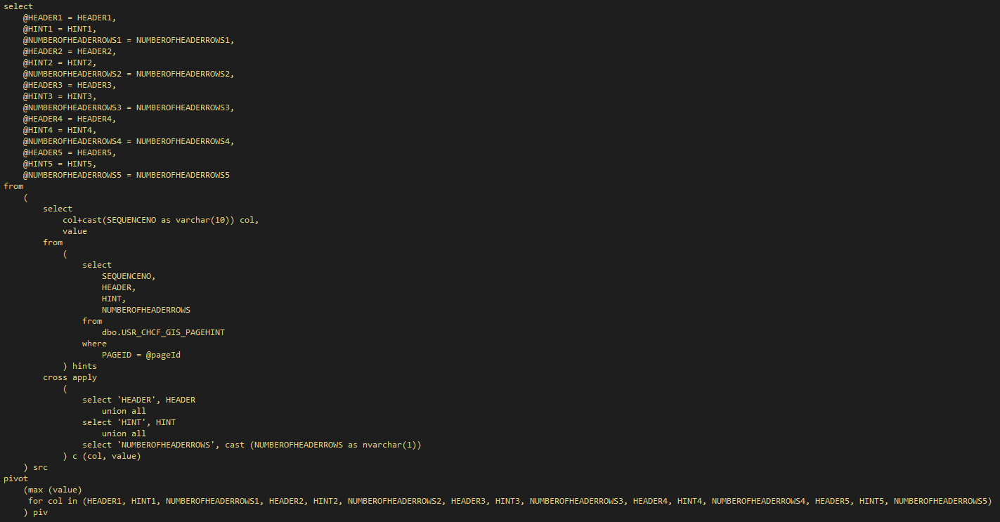 select
@HEADER1 = HEADER1,
@HINT1 = HINT1,
@NUMBEROFHEADERROWS1 = NUMBEROFHEADERROWS1,
@HEADER2 = HEADER2,
@HINT2 = HINT2,
@NUMBEROFHEADERROWS2 = NUMBEROFHEADERROWS2,
@HEADER3 = HEADER3,
@HINT3 = HINT3,
@NUMBEROFHEADERROWS3 = NUMBEROFHEADERROWS3,
@HEADER4 = HEADER4,
@HINT4 = HINT4,
@NUMBEROFHEADERROWS4 = NUMBEROFHEADERROWS4,
@HEADER5 = HEADER5,
@HINT5 = HINT5,
@NUMBEROFHEADERROWS5 = NUMBEROFHEADERROWS5
from
(
select
col+cast(SEQUENCENO as varchar(10)) col,
value
from
(
select
SEQUENCENO,
HEADER,
HINT,
NUMBEROFHEADERROWS
from
dbo.USR_CHCF_GIS_PAGEHINT
where
PAGEID = @pageId
) hints
cross apply
(
select 'HEADER', HEADER
union all
select 'HINT', HINT
union all
select 'NUMBEROFHEADERROWS', cast (NUMBEROFHEADERROWS as nvarchar(1))
) c (col, value)
) src
pivot
(max (value)
for col in (HEADER1, HINT1, NUMBEROFHEADERROWS1, HEADER2, HINT2, NUMBEROFHEADERROWS2, HEADER3, HINT3, NUMBEROFHEADERROWS3, HEADER4, HINT4, NUMBEROFHEADERROWS4, HEADER5, HINT5, NUMBEROFHEADERROWS5)
) piv